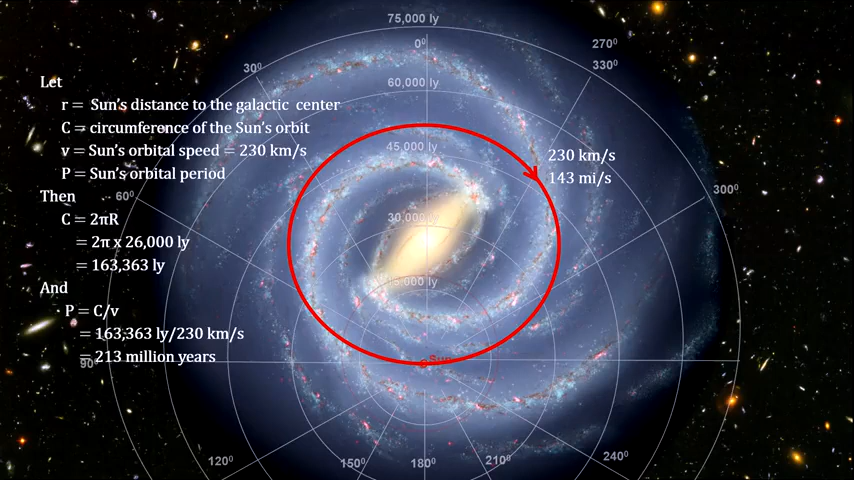 Let
r = Sun's distance to the galactic center
C = circumference of the Sun's orbit
v = Sun's orbital speed = 230 km/s
P = Sun's orbital period
Then
C = 2πR
= 2π x 26,000 ly
= 163,363 ly
And
P = C/v
= 163,363 ly/230 km/s
= 213 million years
75,000 ly
0⁰
270⁰
330⁰
30⁰
60,000 ly
45,000 ly
230 km/s
143 mi/s
60⁰
300⁰
30,000 ly
Sun
90⁰
120⁰
150⁰
180⁰
210⁰
240⁰